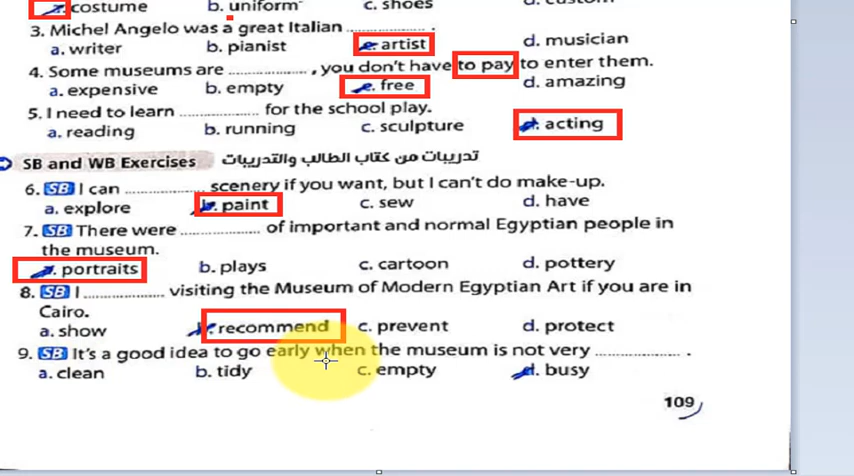 a. costume b. uniform c. shoes d. custom
3. Michel Angelo was a great Italian .............. .
a. writer b. pianist c. artist d. musician
4. Some museums are .............. , you don't have to pay to enter them.
a. expensive b. empty c. free d. amazing
5. I need to learn .............. for the school play.
a. reading b. running c. sculpture d. acting
SB and WB Exercises تدريبات من كتاب الطالب والتدريبات
6. SB I can .............. scenery if you want, but I can't do make-up.
a. explore b. paint c. sew d. have
7. SB There were .............. of important and normal Egyptian people in
the museum.
a. portraits b. plays c. cartoon d. pottery
8. SB I .............. visiting the Museum of Modern Egyptian Art if you are in
Cairo.
a. show b. recommend c. prevent d. protect
9. SB It's a good idea to go early when the museum is not very .............. .
a. clean b. tidy c. empty d. busy
109